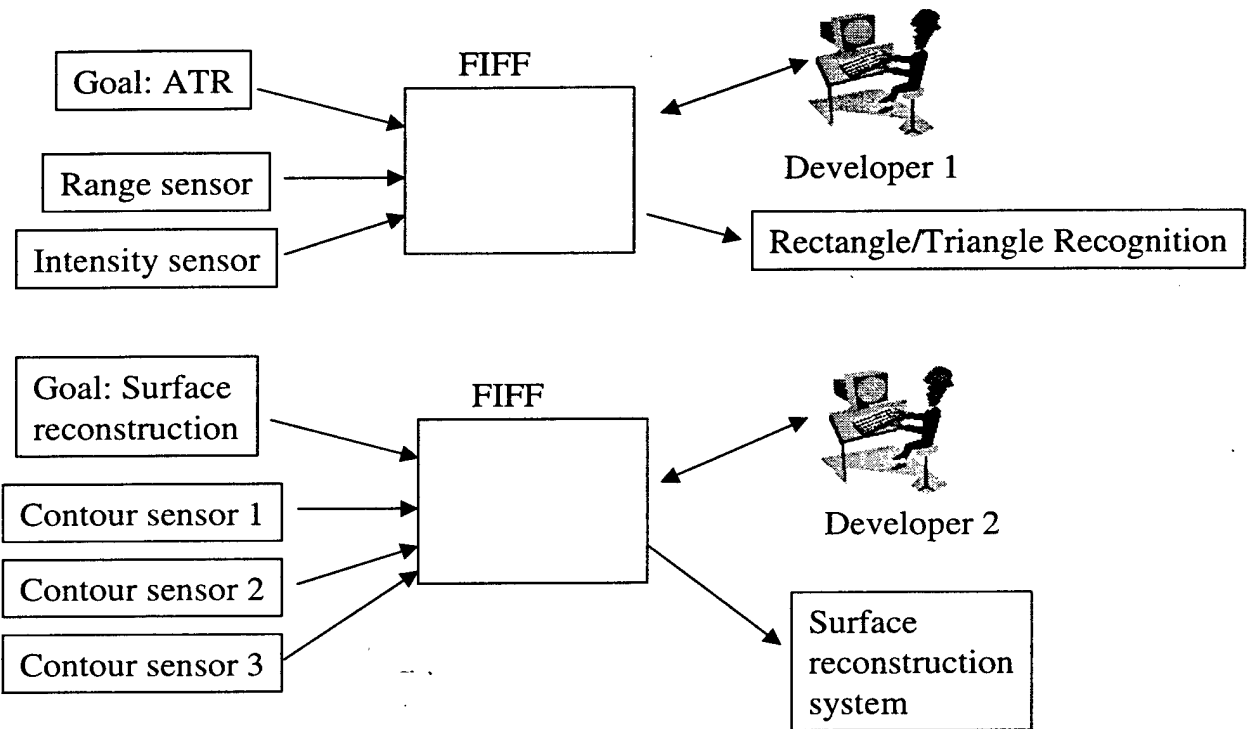 Goal: ATR
FIFF
Range sensor
Intensity sensor
Developer 1
Rectangle/Triangle Recognition
Goal: Surface
reconstruction
FIFF
Contour sensor 1
Contour sensor 2
Contour sensor 3
Developer 2
Surface
reconstruction
system